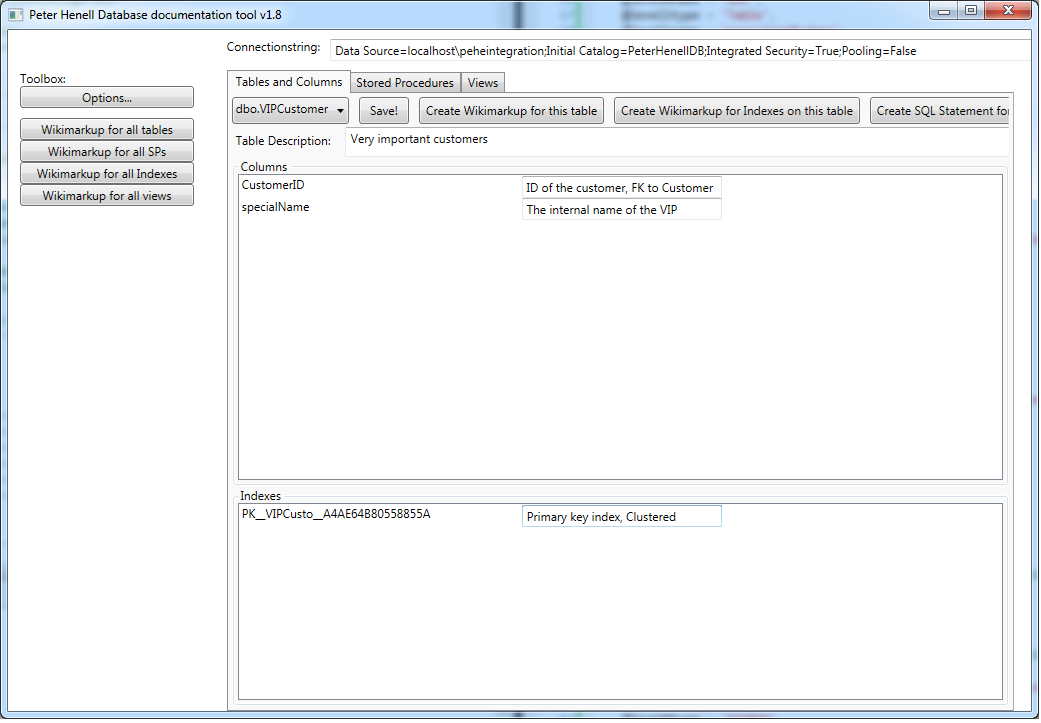 Peter Henell Database documentation tool v1.8
Connectionstring: Data Source=localhost\peheintegration;Initial Catalog=PeterHenellDB;Integrated Security=True;Pooling=False
Toolbox:
Options...
Wikimarkup for all tables
Wikimarkup for all SPs
Wikimarkup for all Indexes
Wikimarkup for all views
Tables and Columns Stored Procedures Views
dbo.VIPCustomer Save! Create Wikimarkup for this table Create Wikimarkup for Indexes on this table Create SQL Statement for
Table Description: Very important customers
Columns
CustomerID ID of the customer, FK to Customer
specialName The internal name of the VIP
Indexes
PK__VIPCusto__A4AE64B80558855A Primary key index, Clustered